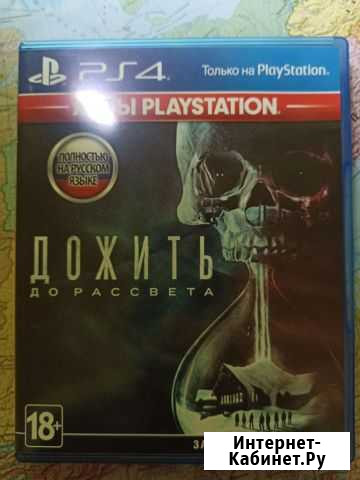 PS4
Только на PlayStation.
ХИТЫ PLAYSTATION.
ПОЛНОСТЬЮ
НА РУССКОМ
ЯЗЫКЕ
ДОЖИТЬ
ДО РАССВЕТА
18+
Интернет-
Кабинет.Ру